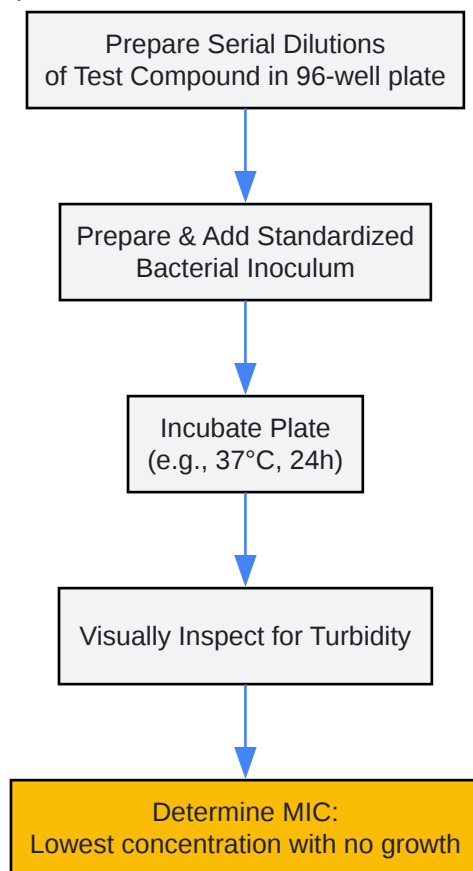 Prepare Serial Dilutions
of Test Compound in 96-well plate
Prepare & Add Standardized
Bacterial Inoculum
Incubate Plate
(e.g., 37°C, 24h)
Visually Inspect for Turbidity
Determine MIC:
Lowest concentration with no growth